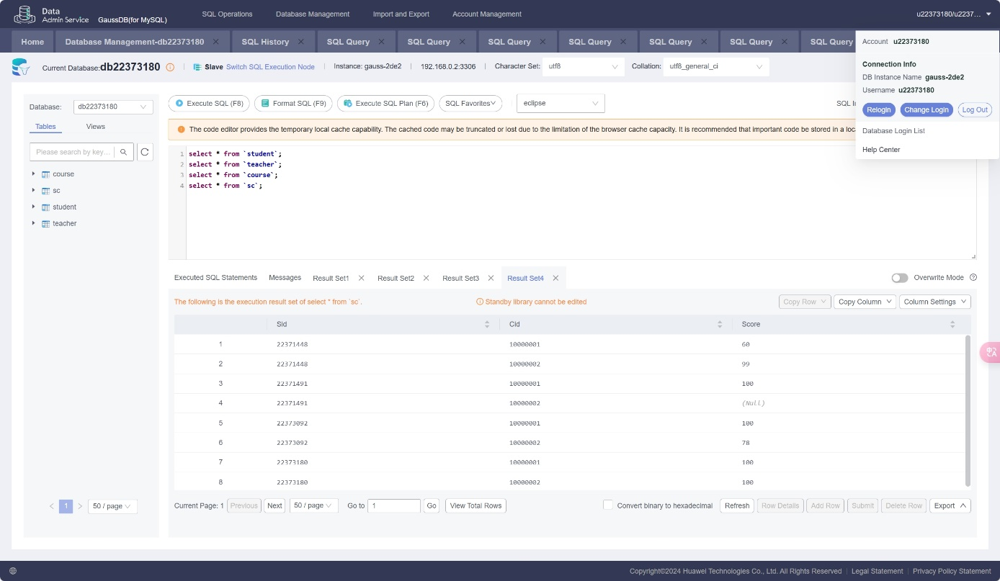 Data
Admin Service
GaussDB(for MySQL)
SQL Operations
Database Management
Import and Export
Account Management
u22373180/u2237...
Home
Database Management-db22373180
SQL History
SQL Query
SQL Query
SQL Query
SQL Query
SQL Query
SQL Query
SQL Query
Account u22373180
Connection Info
DB Instance Name gauss-2de2
Username u22373180
Relogin
Change Login
Log Out
Database Login List
Help Center
Current Database:db22373180
Slave Switch SQL Execution Node
Instance: gauss-2de2
192.168.0.2:3306
Character Set: utf8
Collation: utf8_general_ci
Database: db22373180
Tables
Views
Please search by key...
course
sc
student
teacher
1
50 / page
Execute SQL (F8)
Format SQL (F9)
Execute SQL Plan (F6)
SQL Favorites
eclipse
SQL
The code editor provides the temporary local cache capability. The cached code may be truncated or lost due to the limitation of the browser cache capacity. It is recommended that important code be stored in a loc
1 select * from `student`;
2 select * from `teacher`;
3 select * from `course`;
4 select * from `sc`;
Executed SQL Statements
Messages
Result Set1
Result Set2
Result Set3
Result Set4
Overwrite Mode
The following is the execution result set of select * from `sc`.
Standby library cannot be edited
Copy Row
Copy Column
Column Settings
Sid Cid Score
1 22371448 10000001 60
2 22371448 10000002 99
3 22371491 10000001 100
4 22371491 10000002 (Null)
5 22373092 10000001 100
6 22373092 10000002 78
7 22373180 10000001 100
8 22373180 10000002 100
Current Page: 1
Previous
Next
50 / page
Go to 1
Go
View Total Rows
Convert binary to hexadecimal
Refresh
Row Details
Add Row
Submit
Delete Row
Export
Copyright©2024 Huawei Technologies Co., Ltd. All Rights Reserved
Legal Statement
Privacy Policy Statement